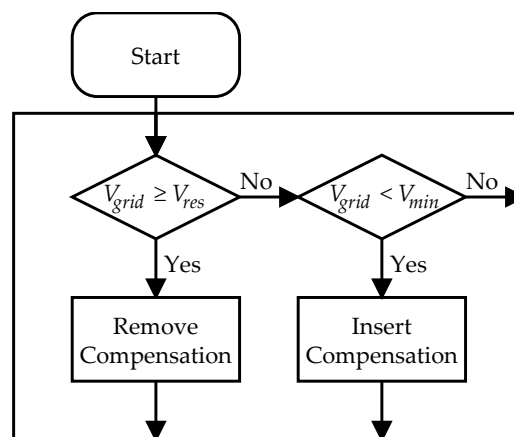 Start
V_grid ≥ V_res
No
V_grid < V_min
No
Yes
Yes
Remove
Compensation
Insert
Compensation